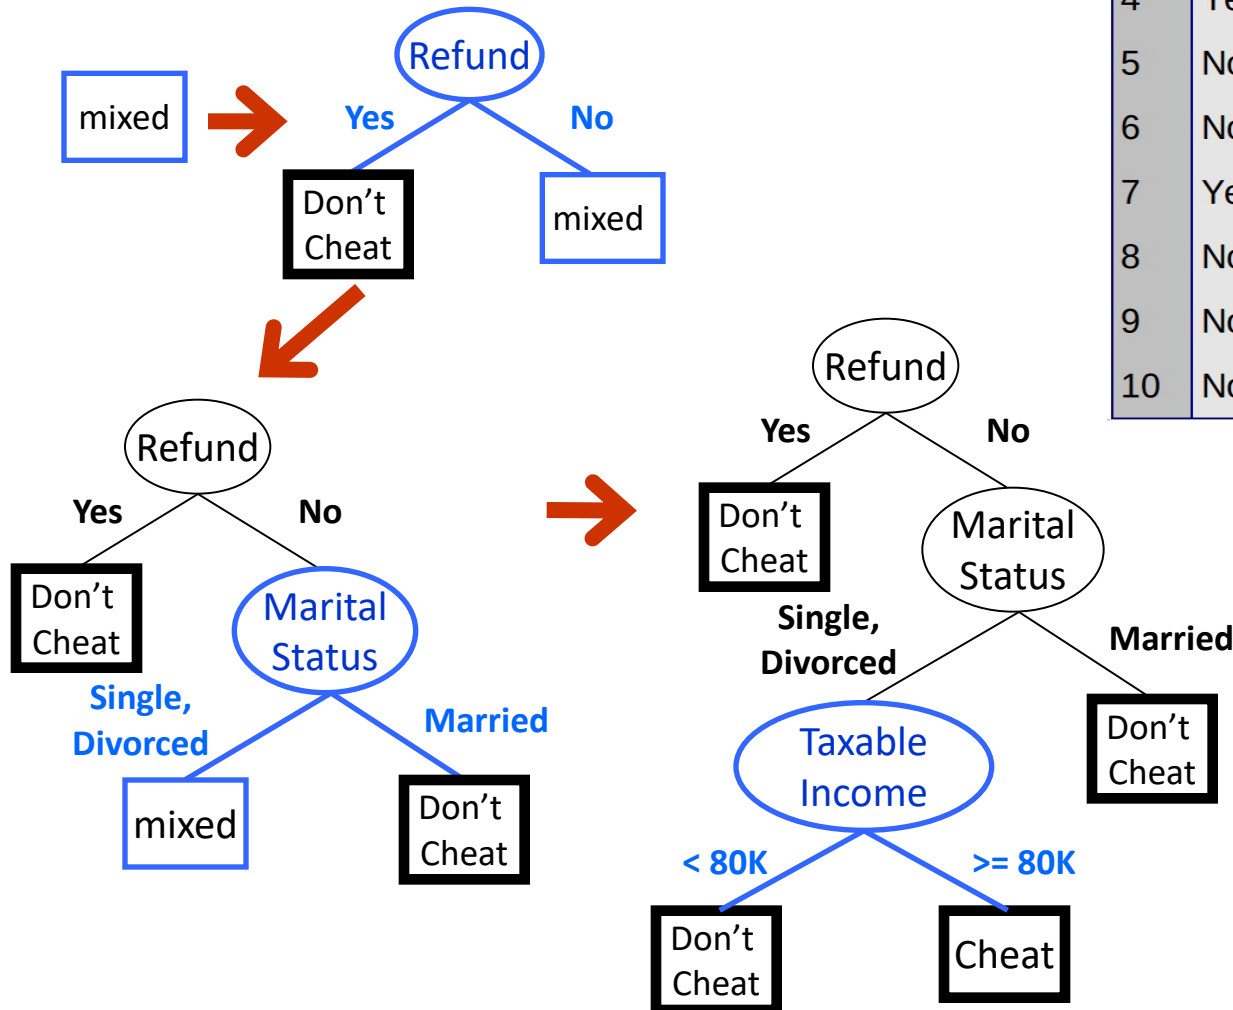 mixed
Refund
Yes
No
Don't
Cheat
mixed
4
5
6
7
8
9
10
Refund
Yes
No
Don't
Cheat
Marital
Status
Single,
Divorced
Married
mixed
Don't
Cheat
Refund
Yes
No
Don't
Cheat
Marital
Status
Single,
Divorced
Married
Taxable
Income
Don't
Cheat
< 80K
>= 80K
Don't
Cheat
Cheat